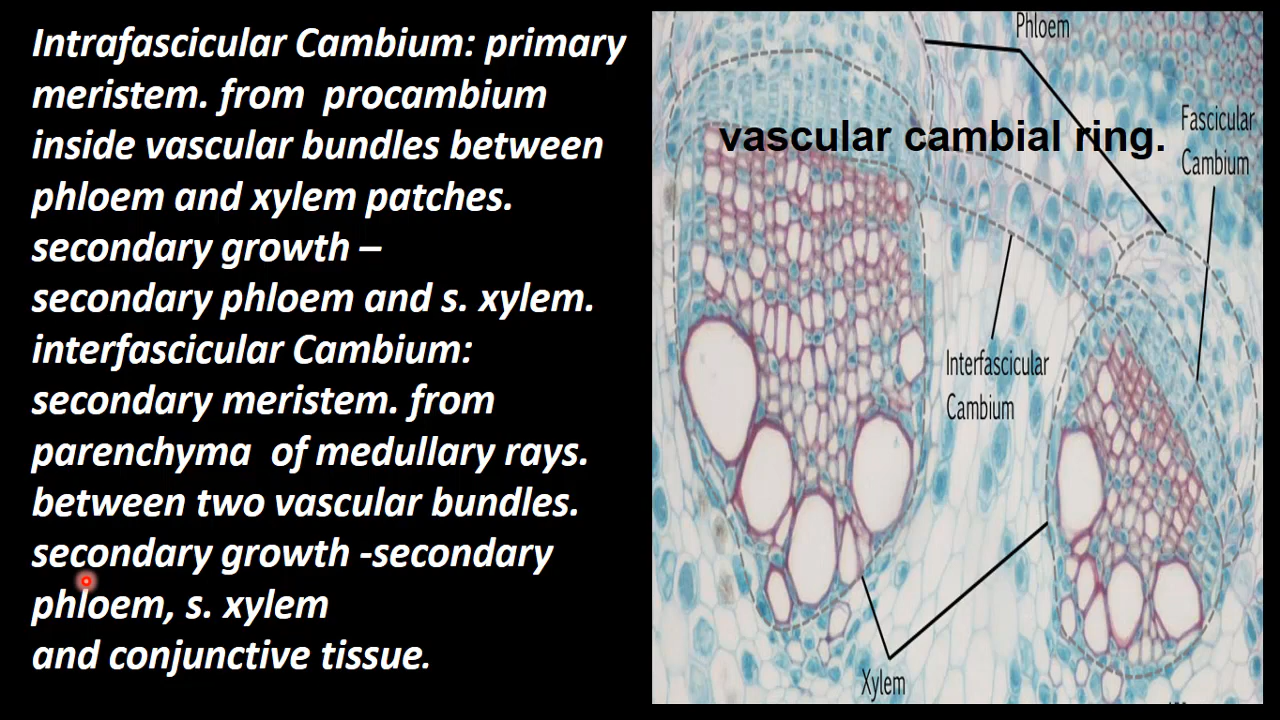 Intrafascicular Cambium: primary
meristem. from procambium
inside vascular bundles between
phloem and xylem patches.
secondary growth –
secondary phloem and s. xylem.
interfascicular Cambium:
secondary meristem. from
parenchyma of medullary rays.
between two vascular bundles.
secondary growth -secondary
phloem, s. xylem
and conjunctive tissue.
Phloem
vascular cambial ring.
Fascicular
Cambium
Interfascicular
Cambium
Xylem